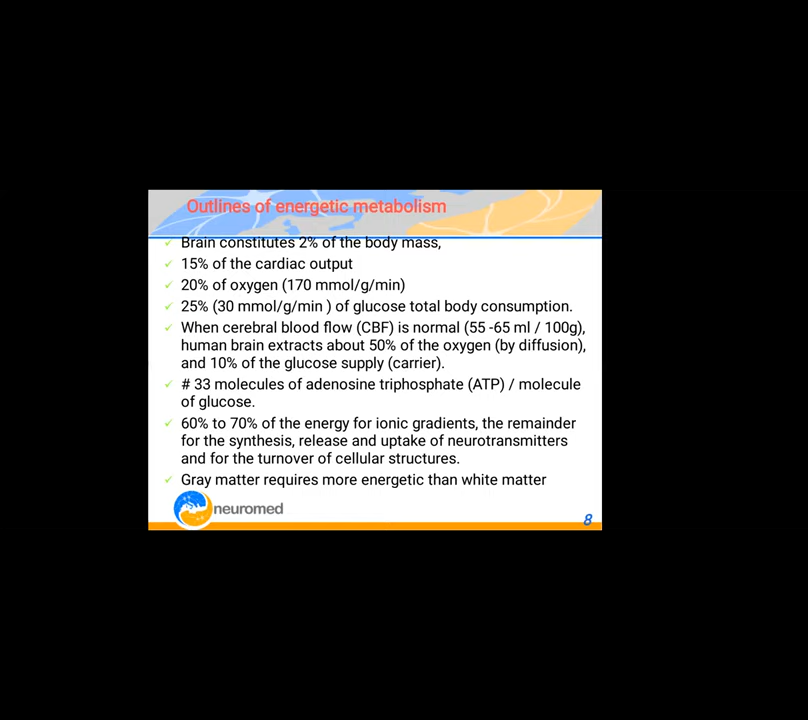 Outlines of energetic metabolism
✓ Brain constitutes 2% of the body mass,
✓ 15% of the cardiac output
✓ 20% of oxygen (170 mmol/g/min)
✓ 25% (30 mmol/g/min ) of glucose total body consumption.
✓ When cerebral blood flow (CBF) is normal (55 -65 ml / 100g),
human brain extracts about 50% of the oxygen (by diffusion),
and 10% of the glucose supply (carrier).
✓ # 33 molecules of adenosine triphosphate (ATP) / molecule
of glucose.
✓ 60% to 70% of the energy for ionic gradients, the remainder
for the synthesis, release and uptake of neurotransmitters
and for the turnover of cellular structures.
✓ Gray matter requires more energetic than white matter
neuromed
8